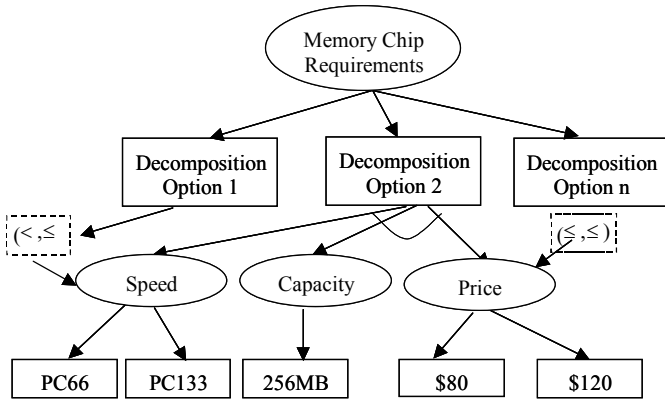 Memory Chip
Requirements
Decomposition
Option 1
Decomposition
Option 2
Decomposition
Option n
(< ,≤
(≤ ,≤ )
Speed
Capacity
Price
PC66
PC133
256MB
$80
$120